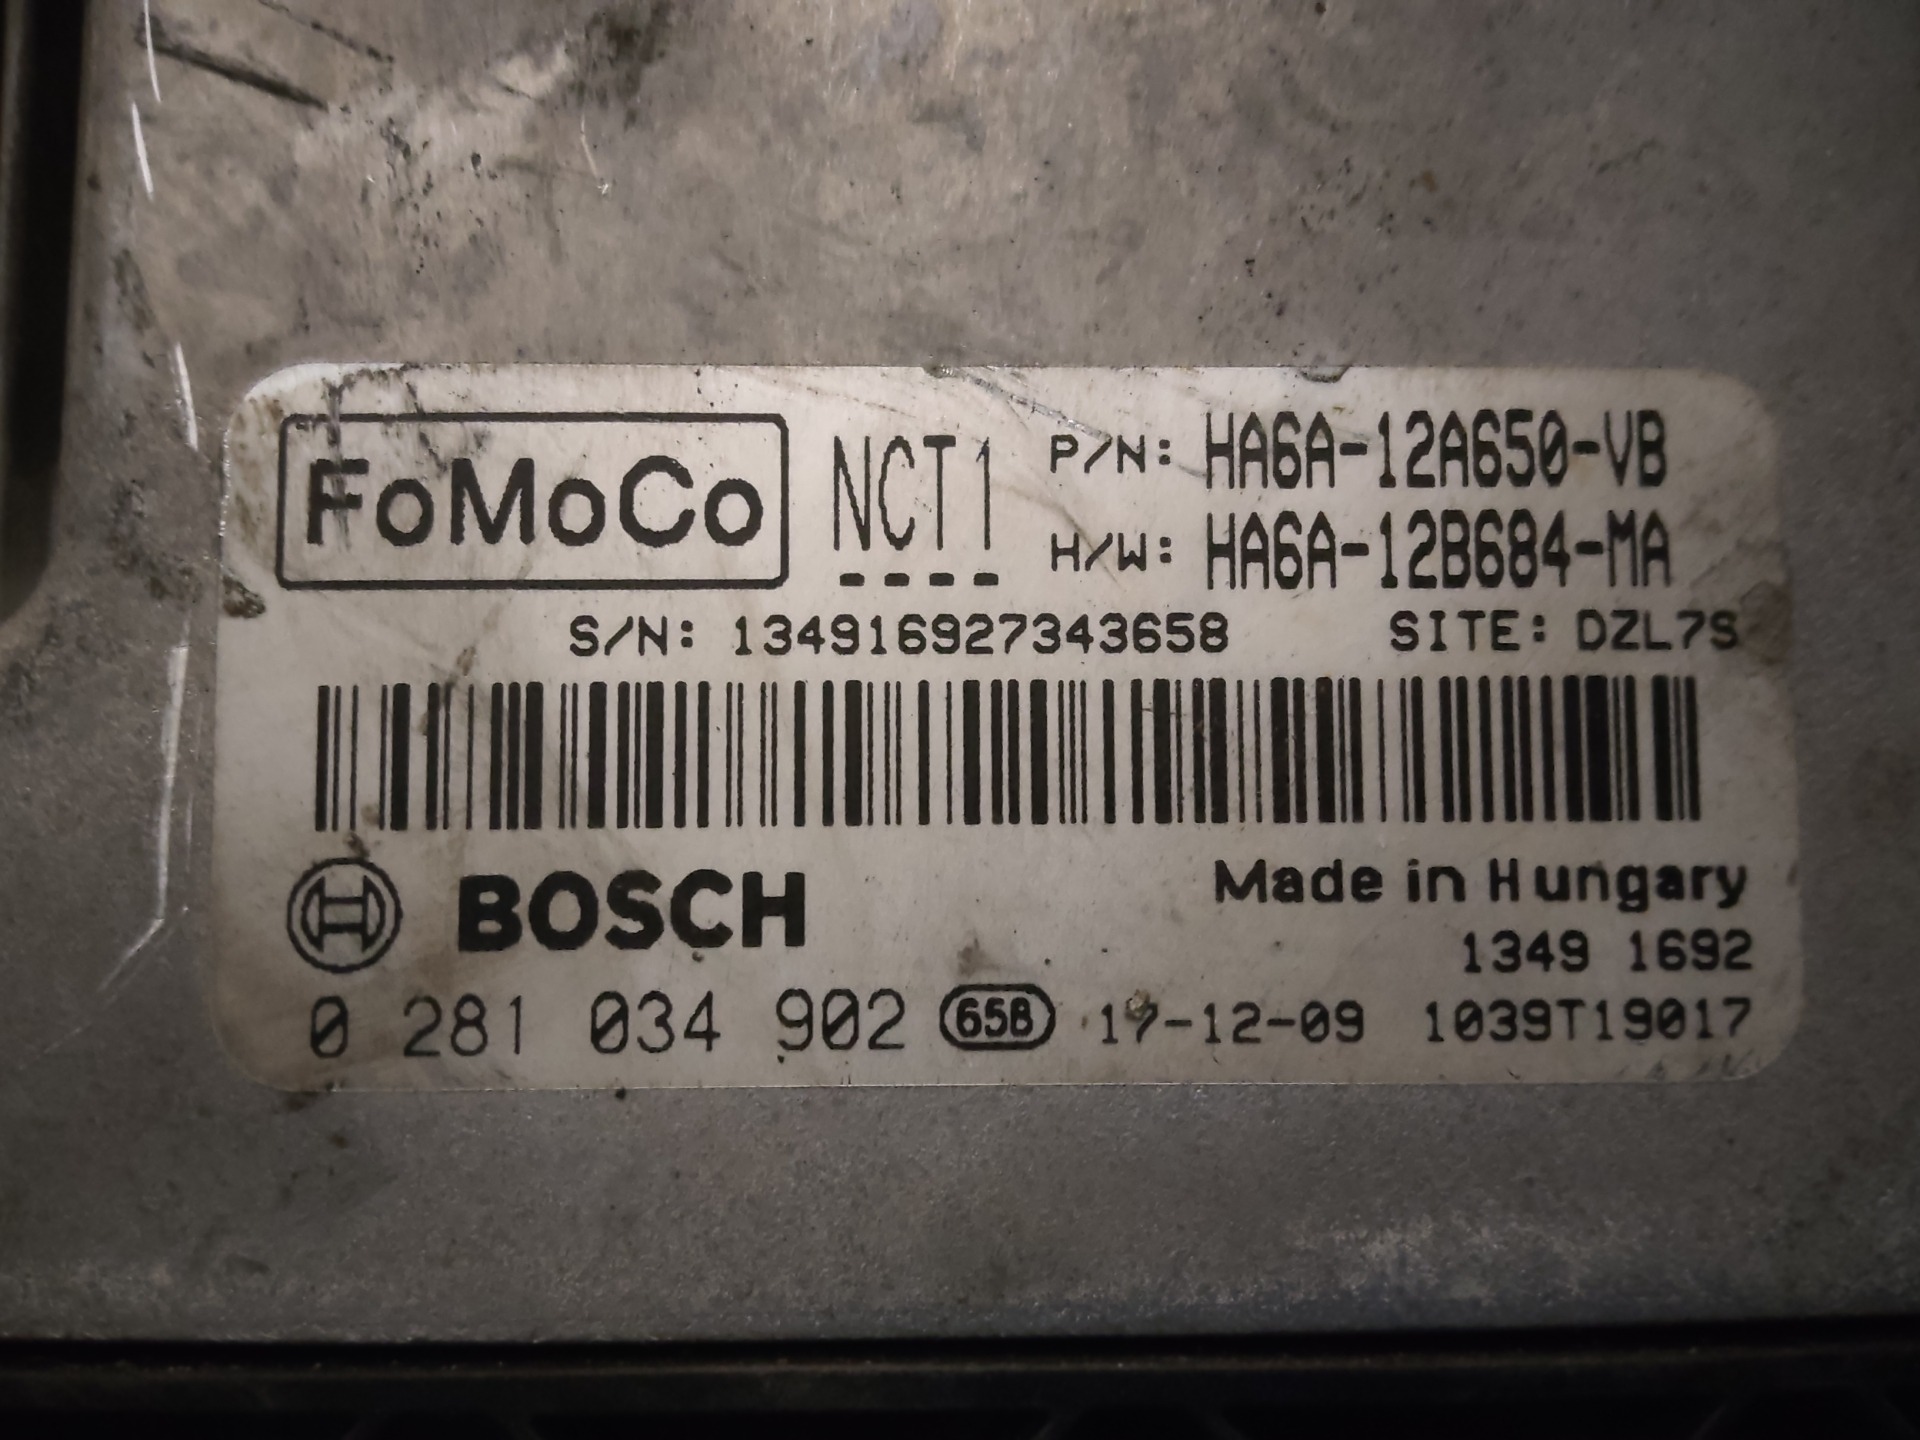 FoMoCo NCT1 P/N: HA6A-12A650-VB
---- H/W: HA6A-12B684-MA
S/N: 134916927343658 SITE: DZL7S
BOSCH Made in Hungary
1349 1692
0 281 034 902 65B 17-12-09 1039T19017